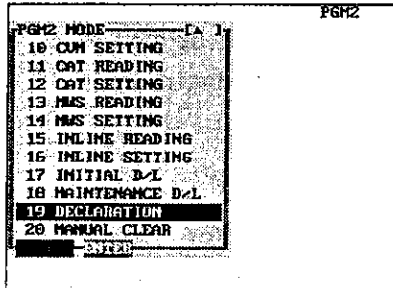 PGM2
PGM2 MODE [▲ ]
10 CUM SETTING
11 CAT READING
12 CAT SETTING
13 MWS READING
14 MWS SETTING
15 INLINE READING
16 INLINE SETTING
17 INITIAL D/L
18 MAINTENANCE D/L
19 DECLARATION
20 MANUAL CLEAR
ENTER